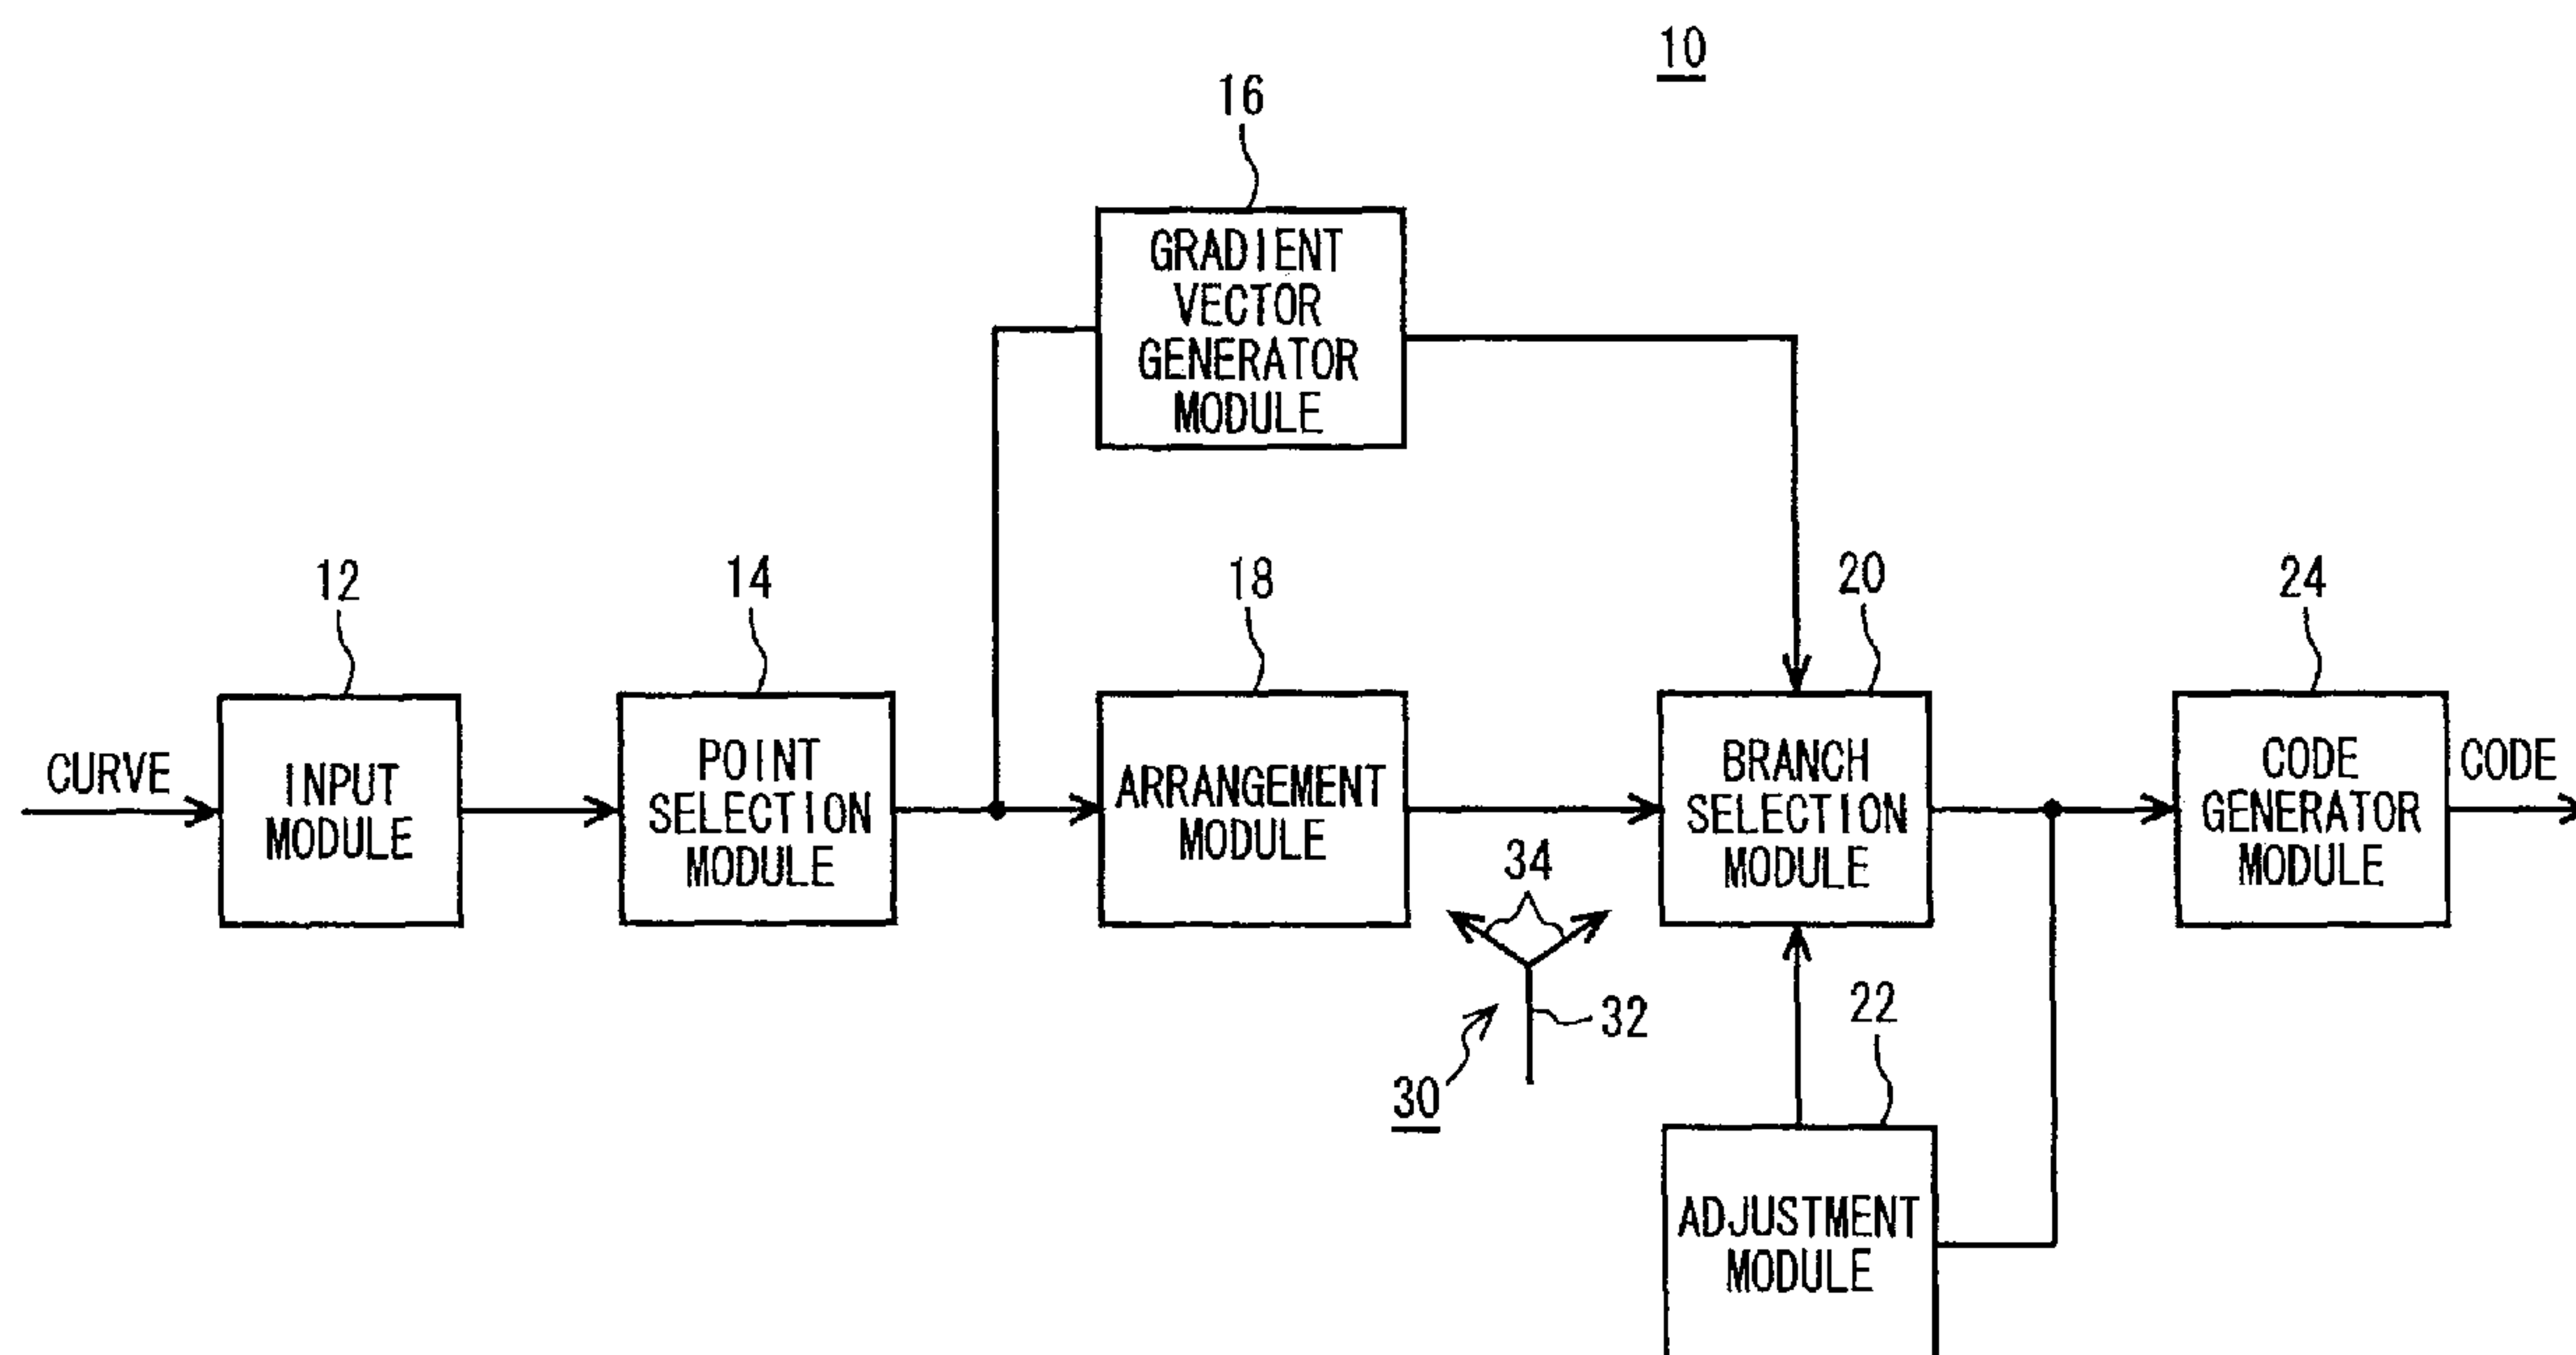 10
16
GRADIENT
VECTOR
GENERATOR
MODULE
12
14
18
20
24
CURVE
INPUT
MODULE
POINT
SELECTION
MODULE
ARRANGEMENT
MODULE
BRANCH
SELECTION
MODULE
CODE
GENERATOR
MODULE
CODE
34
32
30
22
ADJUSTMENT
MODULE